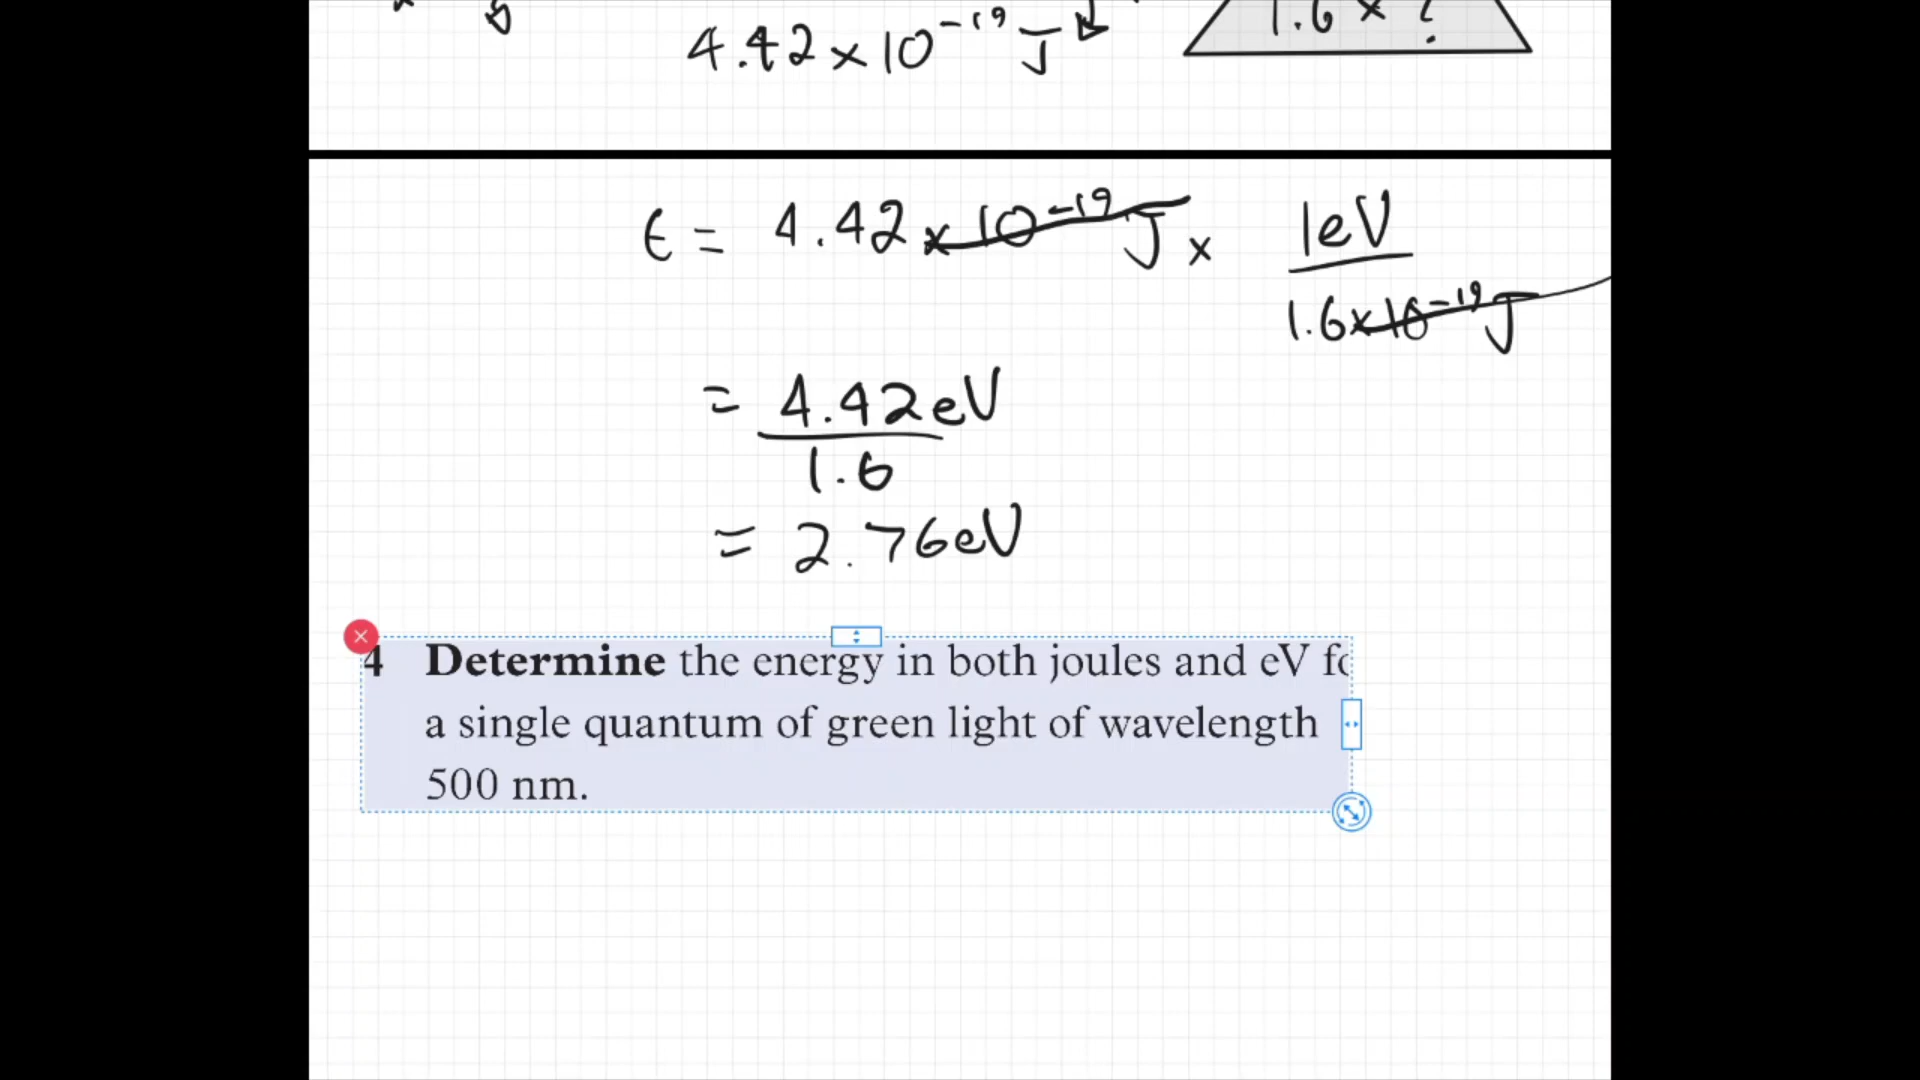 4.42×10⁻¹⁹ J
1.6 × ?
E = 4.42×10⁻¹⁹ J × 1eV
1.6×10⁻¹⁹ J
= 4.42eV
1.6
= 2.76eV
4 Determine the energy in both joules and eV fo
a single quantum of green light of wavelength
500 nm.